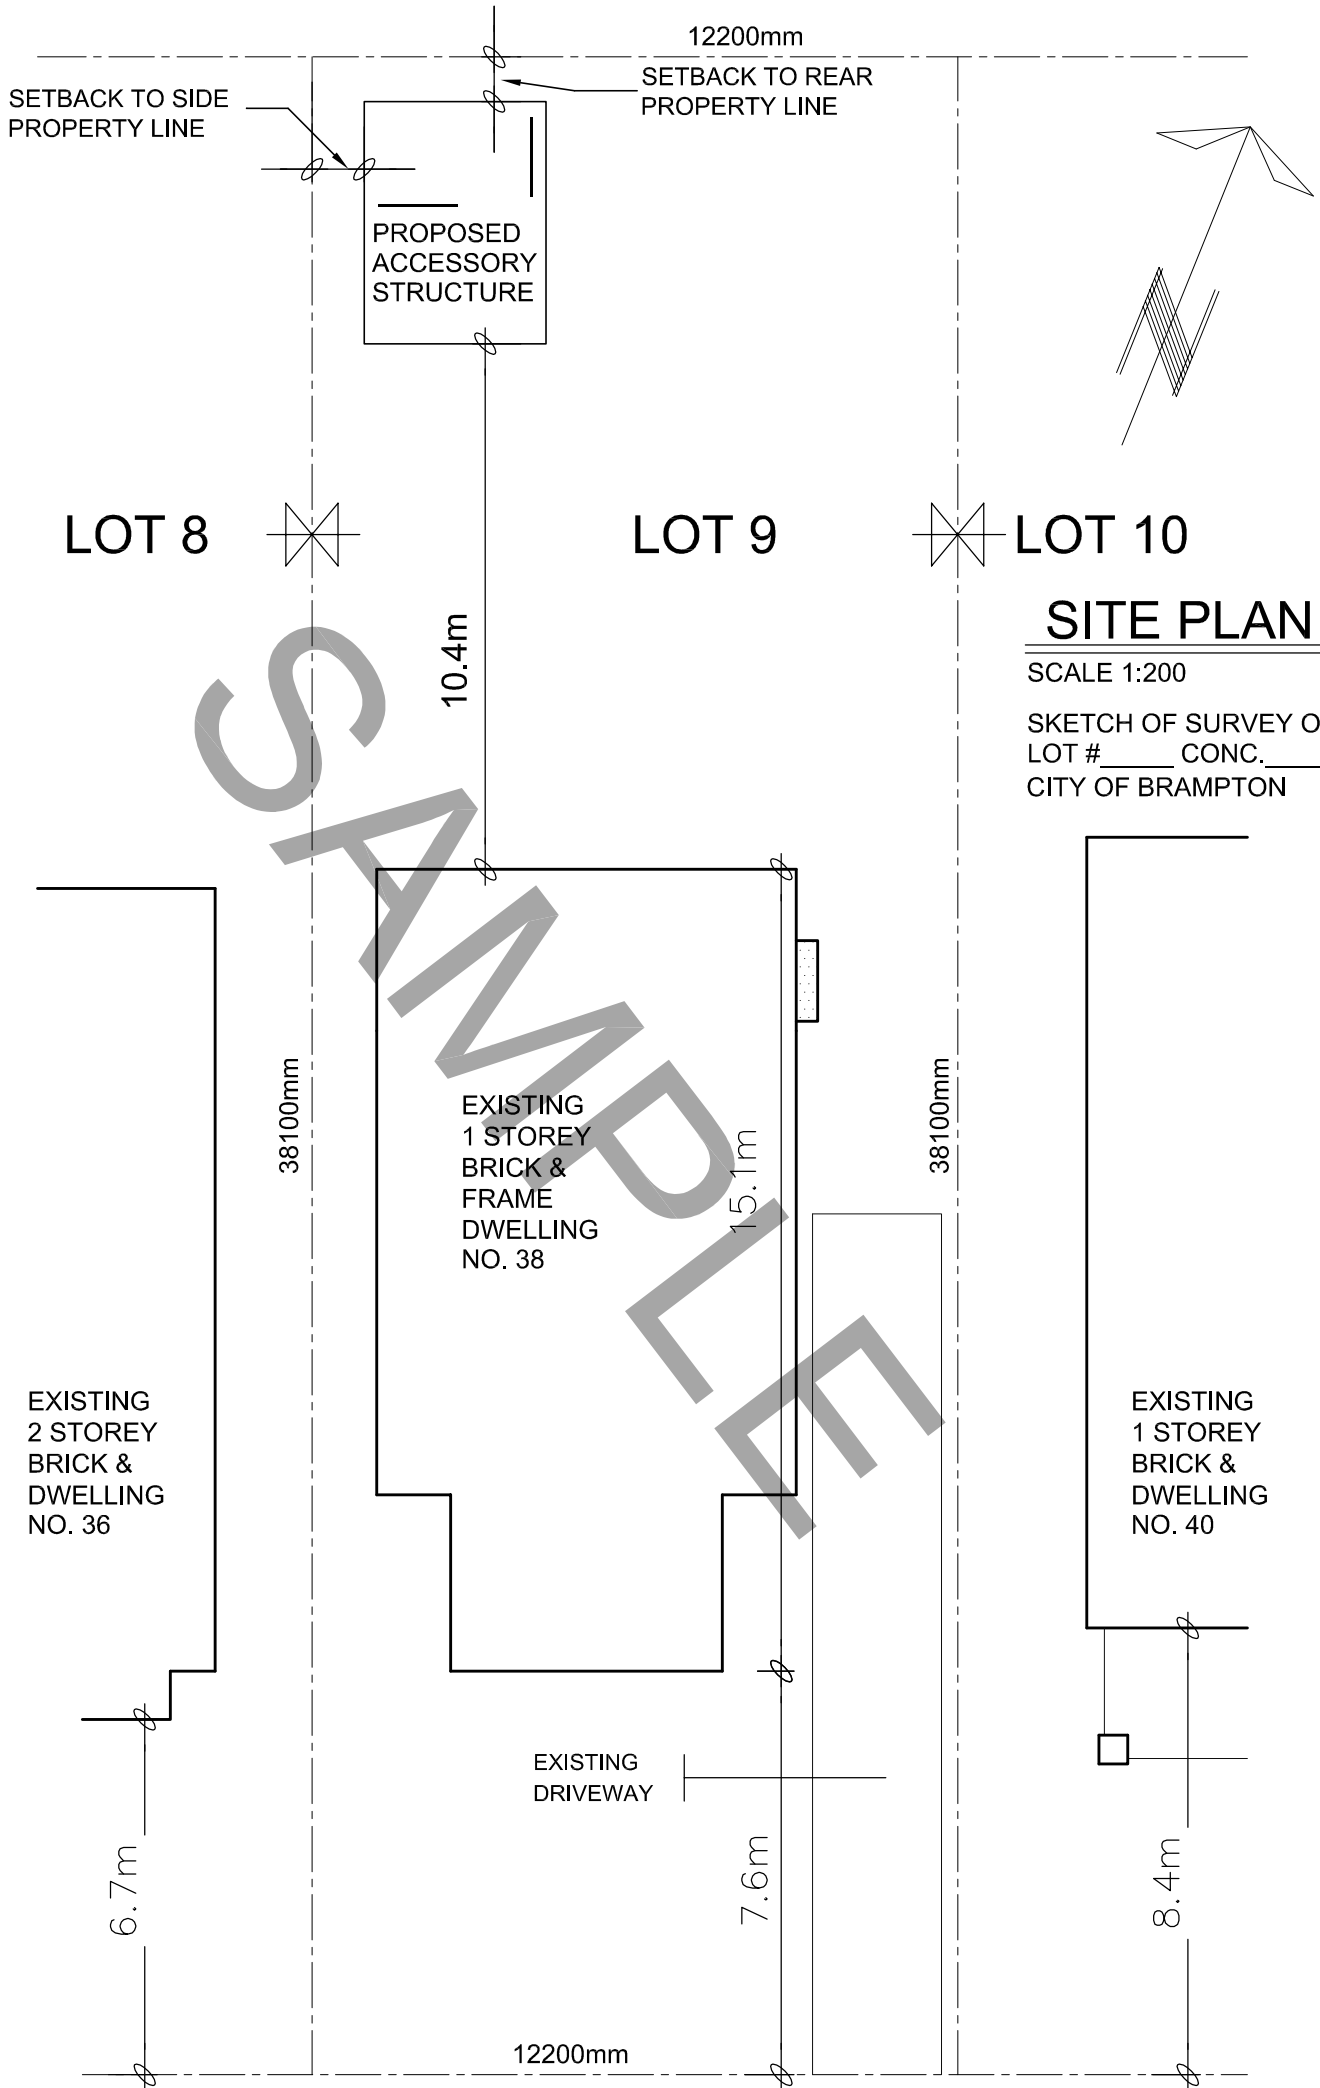 12200mm
SETBACK TO REAR
PROPERTY LINE
SETBACK TO SIDE
PROPERTY LINE
PROPOSED
ACCESSORY
STRUCTURE
N
LOT 8
LOT 9
LOT 10
10.4m
SITE PLAN
SCALE 1:200
SKETCH OF SURVEY O
LOT #_____ CONC.____
CITY OF BRAMPTON
SAMPLE
38100mm
EXISTING
1 STOREY
BRICK &
FRAME
DWELLING
NO. 38
15.1m
38100mm
EXISTING
2 STOREY
BRICK &
DWELLING
NO. 36
EXISTING
1 STOREY
BRICK &
DWELLING
NO. 40
EXISTING
DRIVEWAY
6.7m
7.6m
8.4m
12200mm